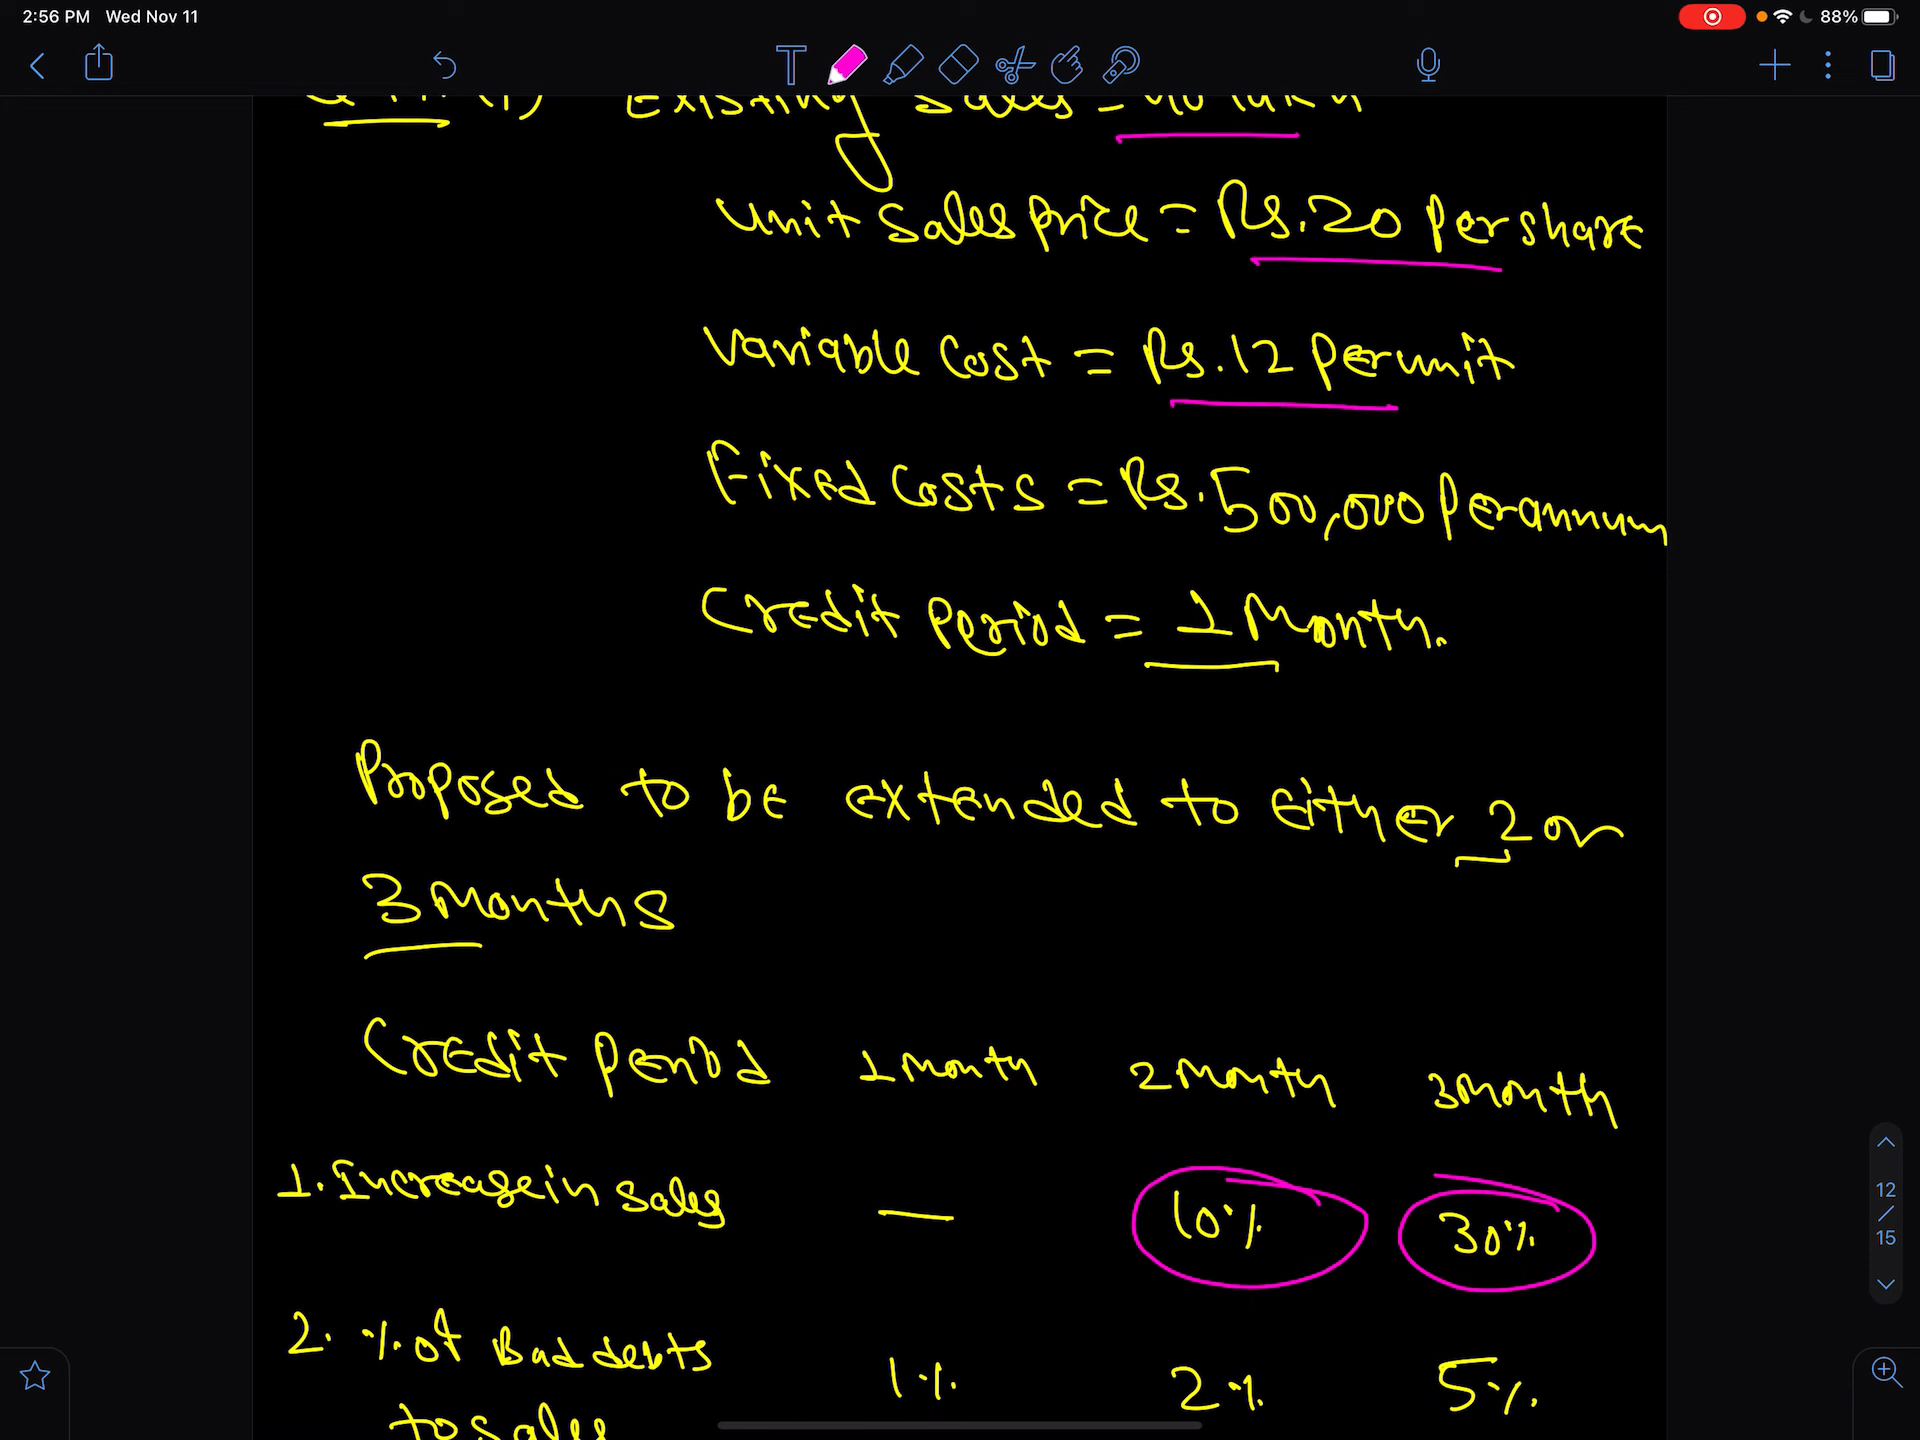 2:56 PM Wed Nov 11
88%
Existing Sales =
Unit Sales Price = Rs.20 Per share
Variable Cost = Rs.12 Per unit
Fixed Costs = Rs.500,000 Per annum
Credit Period = 1 Month.
Proposed to be extended to either 2 or
3 Months
Credit Period 1 Month 2 Month 3 Month
1. Increase in Sales — 10% 30%
2. % of Bad debts 1% 2% 5%
to Sales
12
/
15